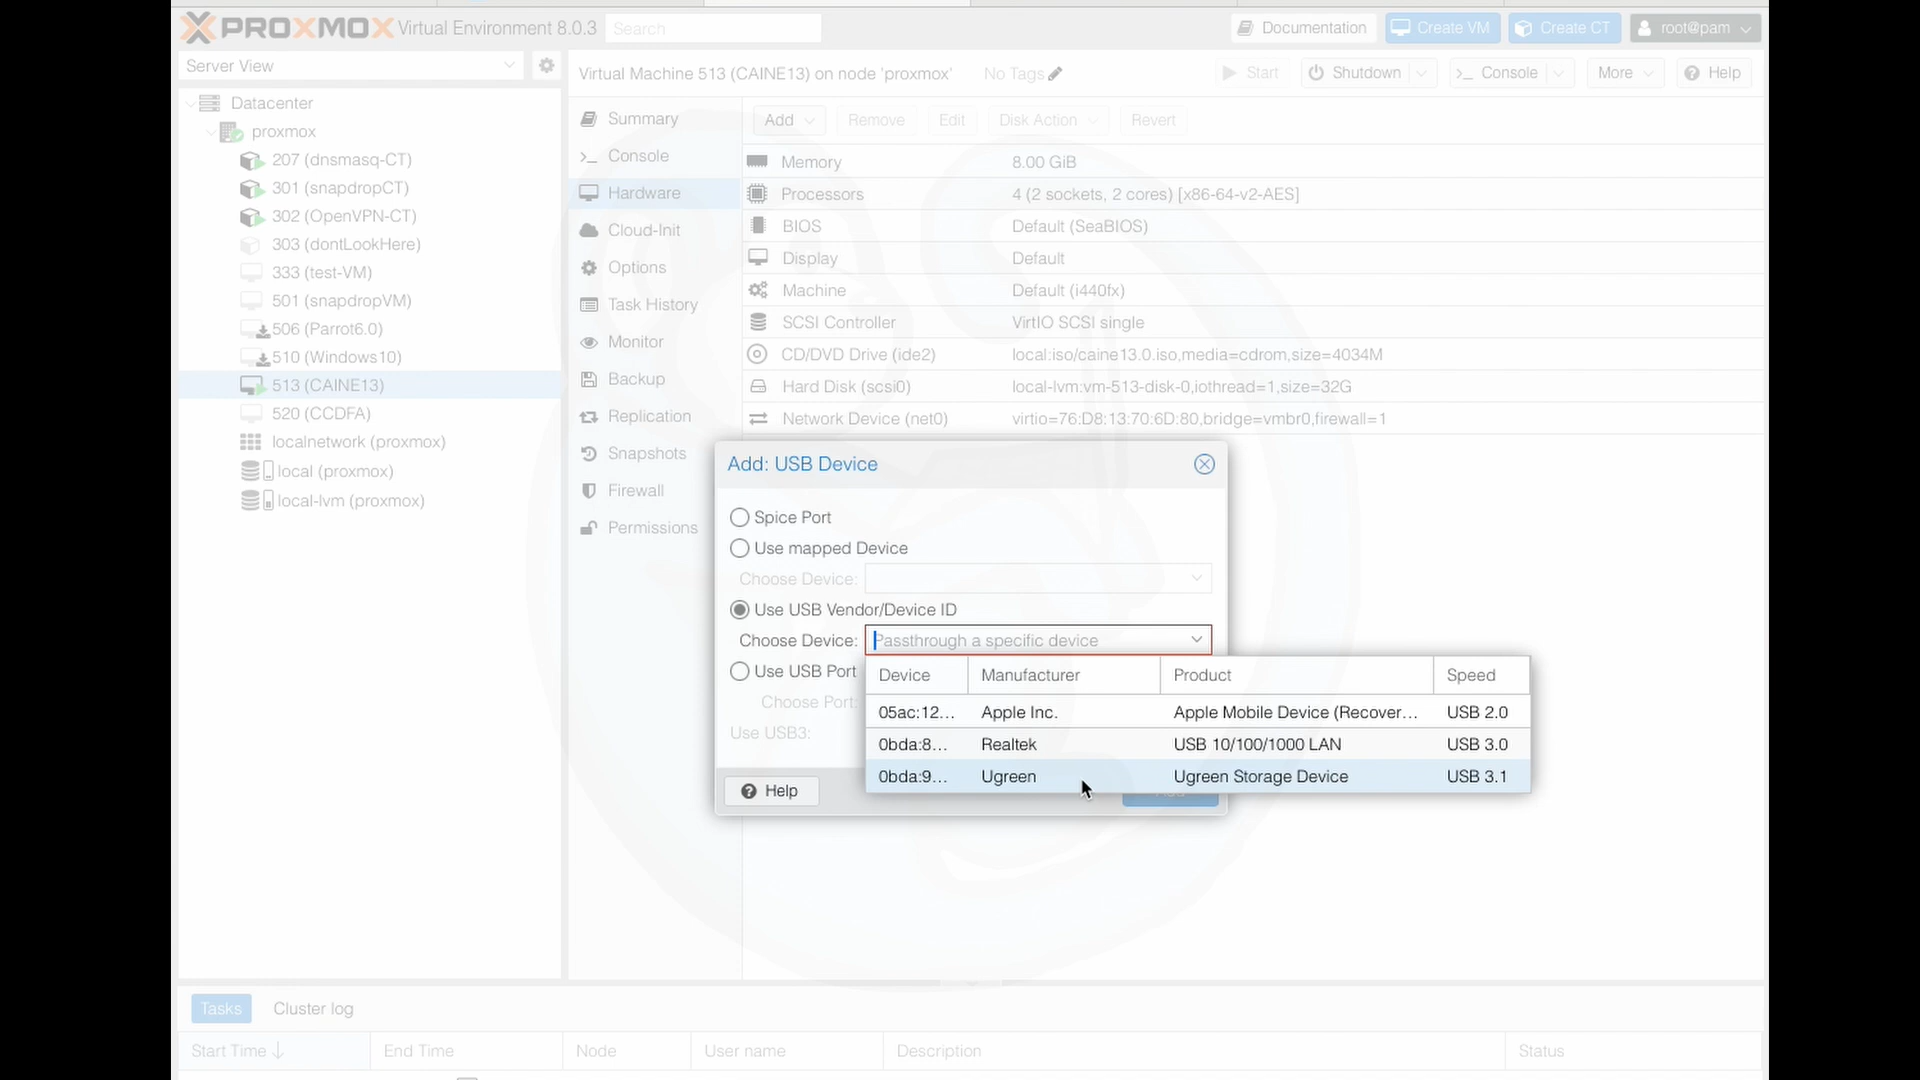 PROXMOX Virtual Environment 8.0.3 Search Documentation Create VM Create CT root@pam
Server View
Datacenter
proxmox
207 (dnsmasq-CT)
301 (snapdropCT)
302 (OpenVPN-CT)
303 (dontLookHere)
333 (test-VM)
501 (snapdropVM)
506 (Parrot6.0)
510 (Windows10)
513 (CAINE13)
520 (CCDFA)
localnetwork (proxmox)
local (proxmox)
local-lvm (proxmox)
Virtual Machine 513 (CAINE13) on node 'proxmox' No Tags Start Shutdown Console More Help
Summary
Console
Hardware
Cloud-Init
Options
Task History
Monitor
Backup
Replication
Snapshots
Firewall
Permissions
Add Remove Edit Disk Action Revert
Memory 8.00 GiB
Processors 4 (2 sockets, 2 cores) [x86-64-v2-AES]
BIOS Default (SeaBIOS)
Display Default
Machine Default (i440fx)
SCSI Controller VirtIO SCSI single
CD/DVD Drive (ide2) local:iso/caine13.0.iso,media=cdrom,size=4034M
Hard Disk (scsi0) local-lvm:vm-513-disk-0,iothread=1,size=32G
Network Device (net0) virtio=76:D8:13:70:6D:80,bridge=vmbr0,firewall=1
Add: USB Device
Spice Port
Use mapped Device
Choose Device:
Use USB Vendor/Device ID
Choose Device: Passthrough a specific device
Use USB Port
Choose Port:
Use USB3:
Device Manufacturer Product Speed
05ac:12... Apple Inc. Apple Mobile Device (Recover... USB 2.0
0bda:8... Realtek USB 10/100/1000 LAN USB 3.0
0bda:9... Ugreen Ugreen Storage Device USB 3.1
Help
Tasks Cluster log
Start Time End Time Node User name Description Status